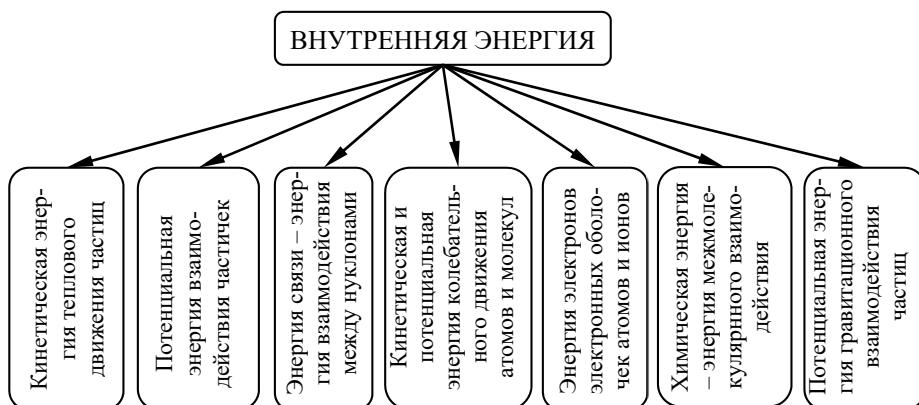 ВНУТРЕННЯЯ ЭНЕРГИЯ
Кинетическая энер-
гия теплового
движения частиц
Потенциальная
энергия взаимо-
действия частичек
Энергия связи – энер-
гия взаимодействия
между нуклонами
Кинетическая и
потенциальная
энергия колебатель-
ного движения
атомов и молекул
Энергия электронов
электронных оболо-
чек атомов и ионов
Химическая энергия
– энергия межмоле-
кулярного взаимо-
действия
Потенциальная энер-
гия гравитационного
взаимодействия
частиц